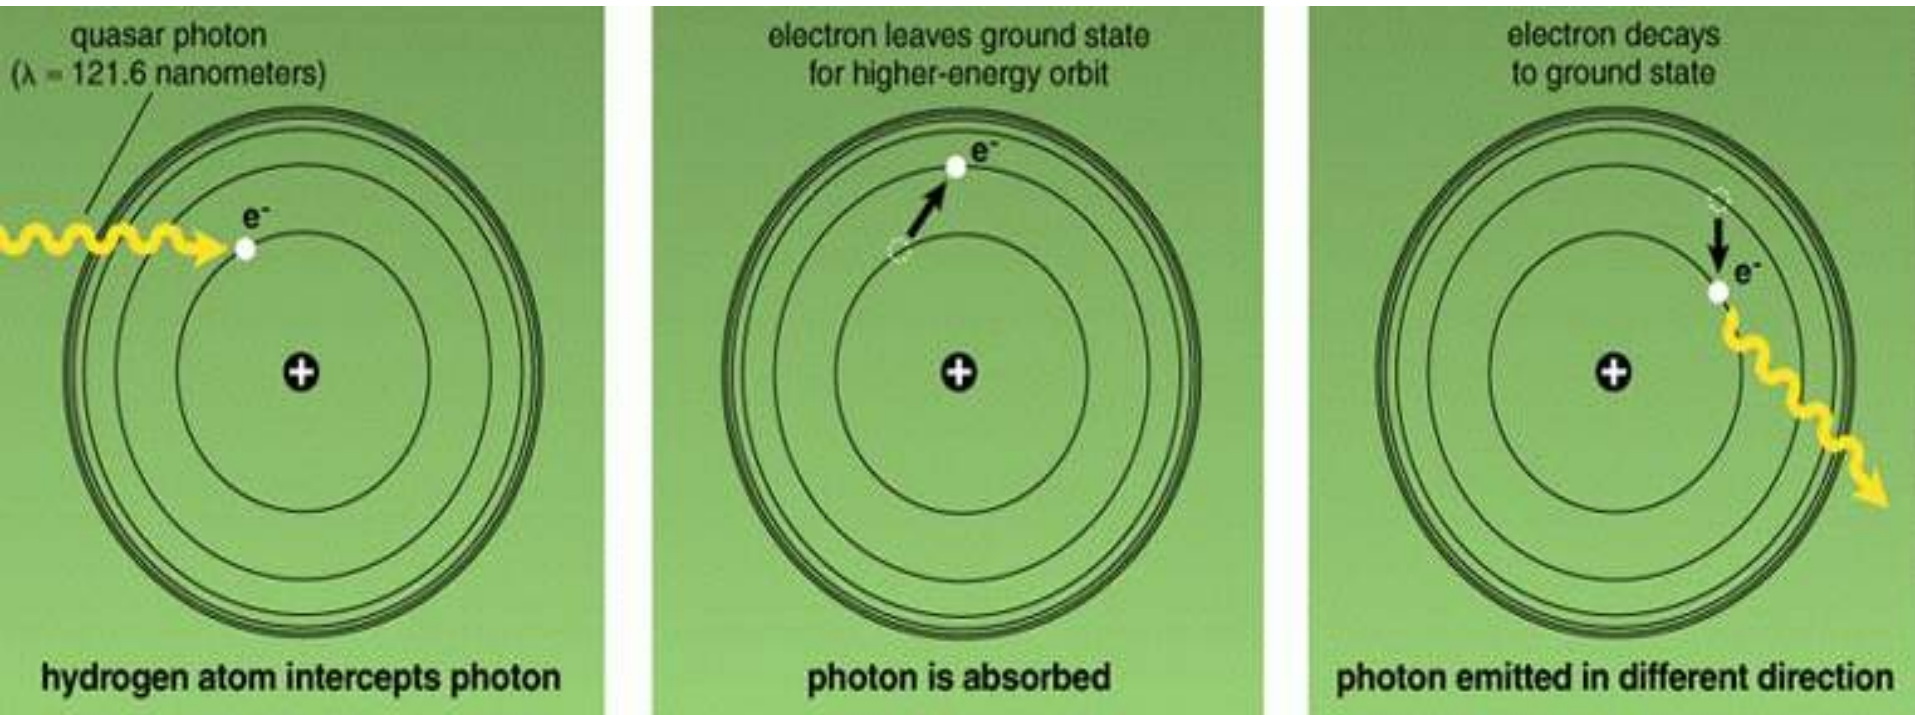 quasar photon
(λ = 121.6 nanometers)
e-
+
hydrogen atom intercepts photon
electron leaves ground state
for higher-energy orbit
e-
+
photon is absorbed
electron decays
to ground state
e-
+
photon emitted in different direction